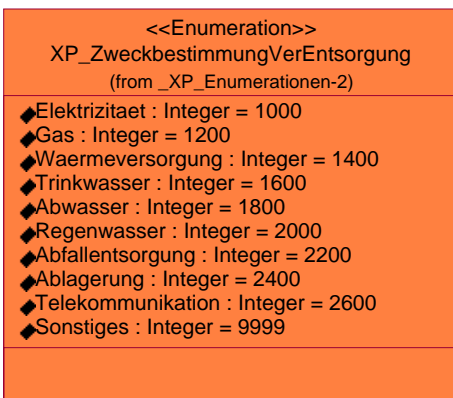 <<Enumeration>>
XP_ZweckbestimmungVerEntsorgung
(from _XP_Enumerationen-2)
Elektrizitaet : Integer = 1000
Gas : Integer = 1200
Waermeversorgung : Integer = 1400
Trinkwasser : Integer = 1600
Abwasser : Integer = 1800
Regenwasser : Integer = 2000
Abfallentsorgung : Integer = 2200
Ablagerung : Integer = 2400
Telekommunikation : Integer = 2600
Sonstiges : Integer = 9999